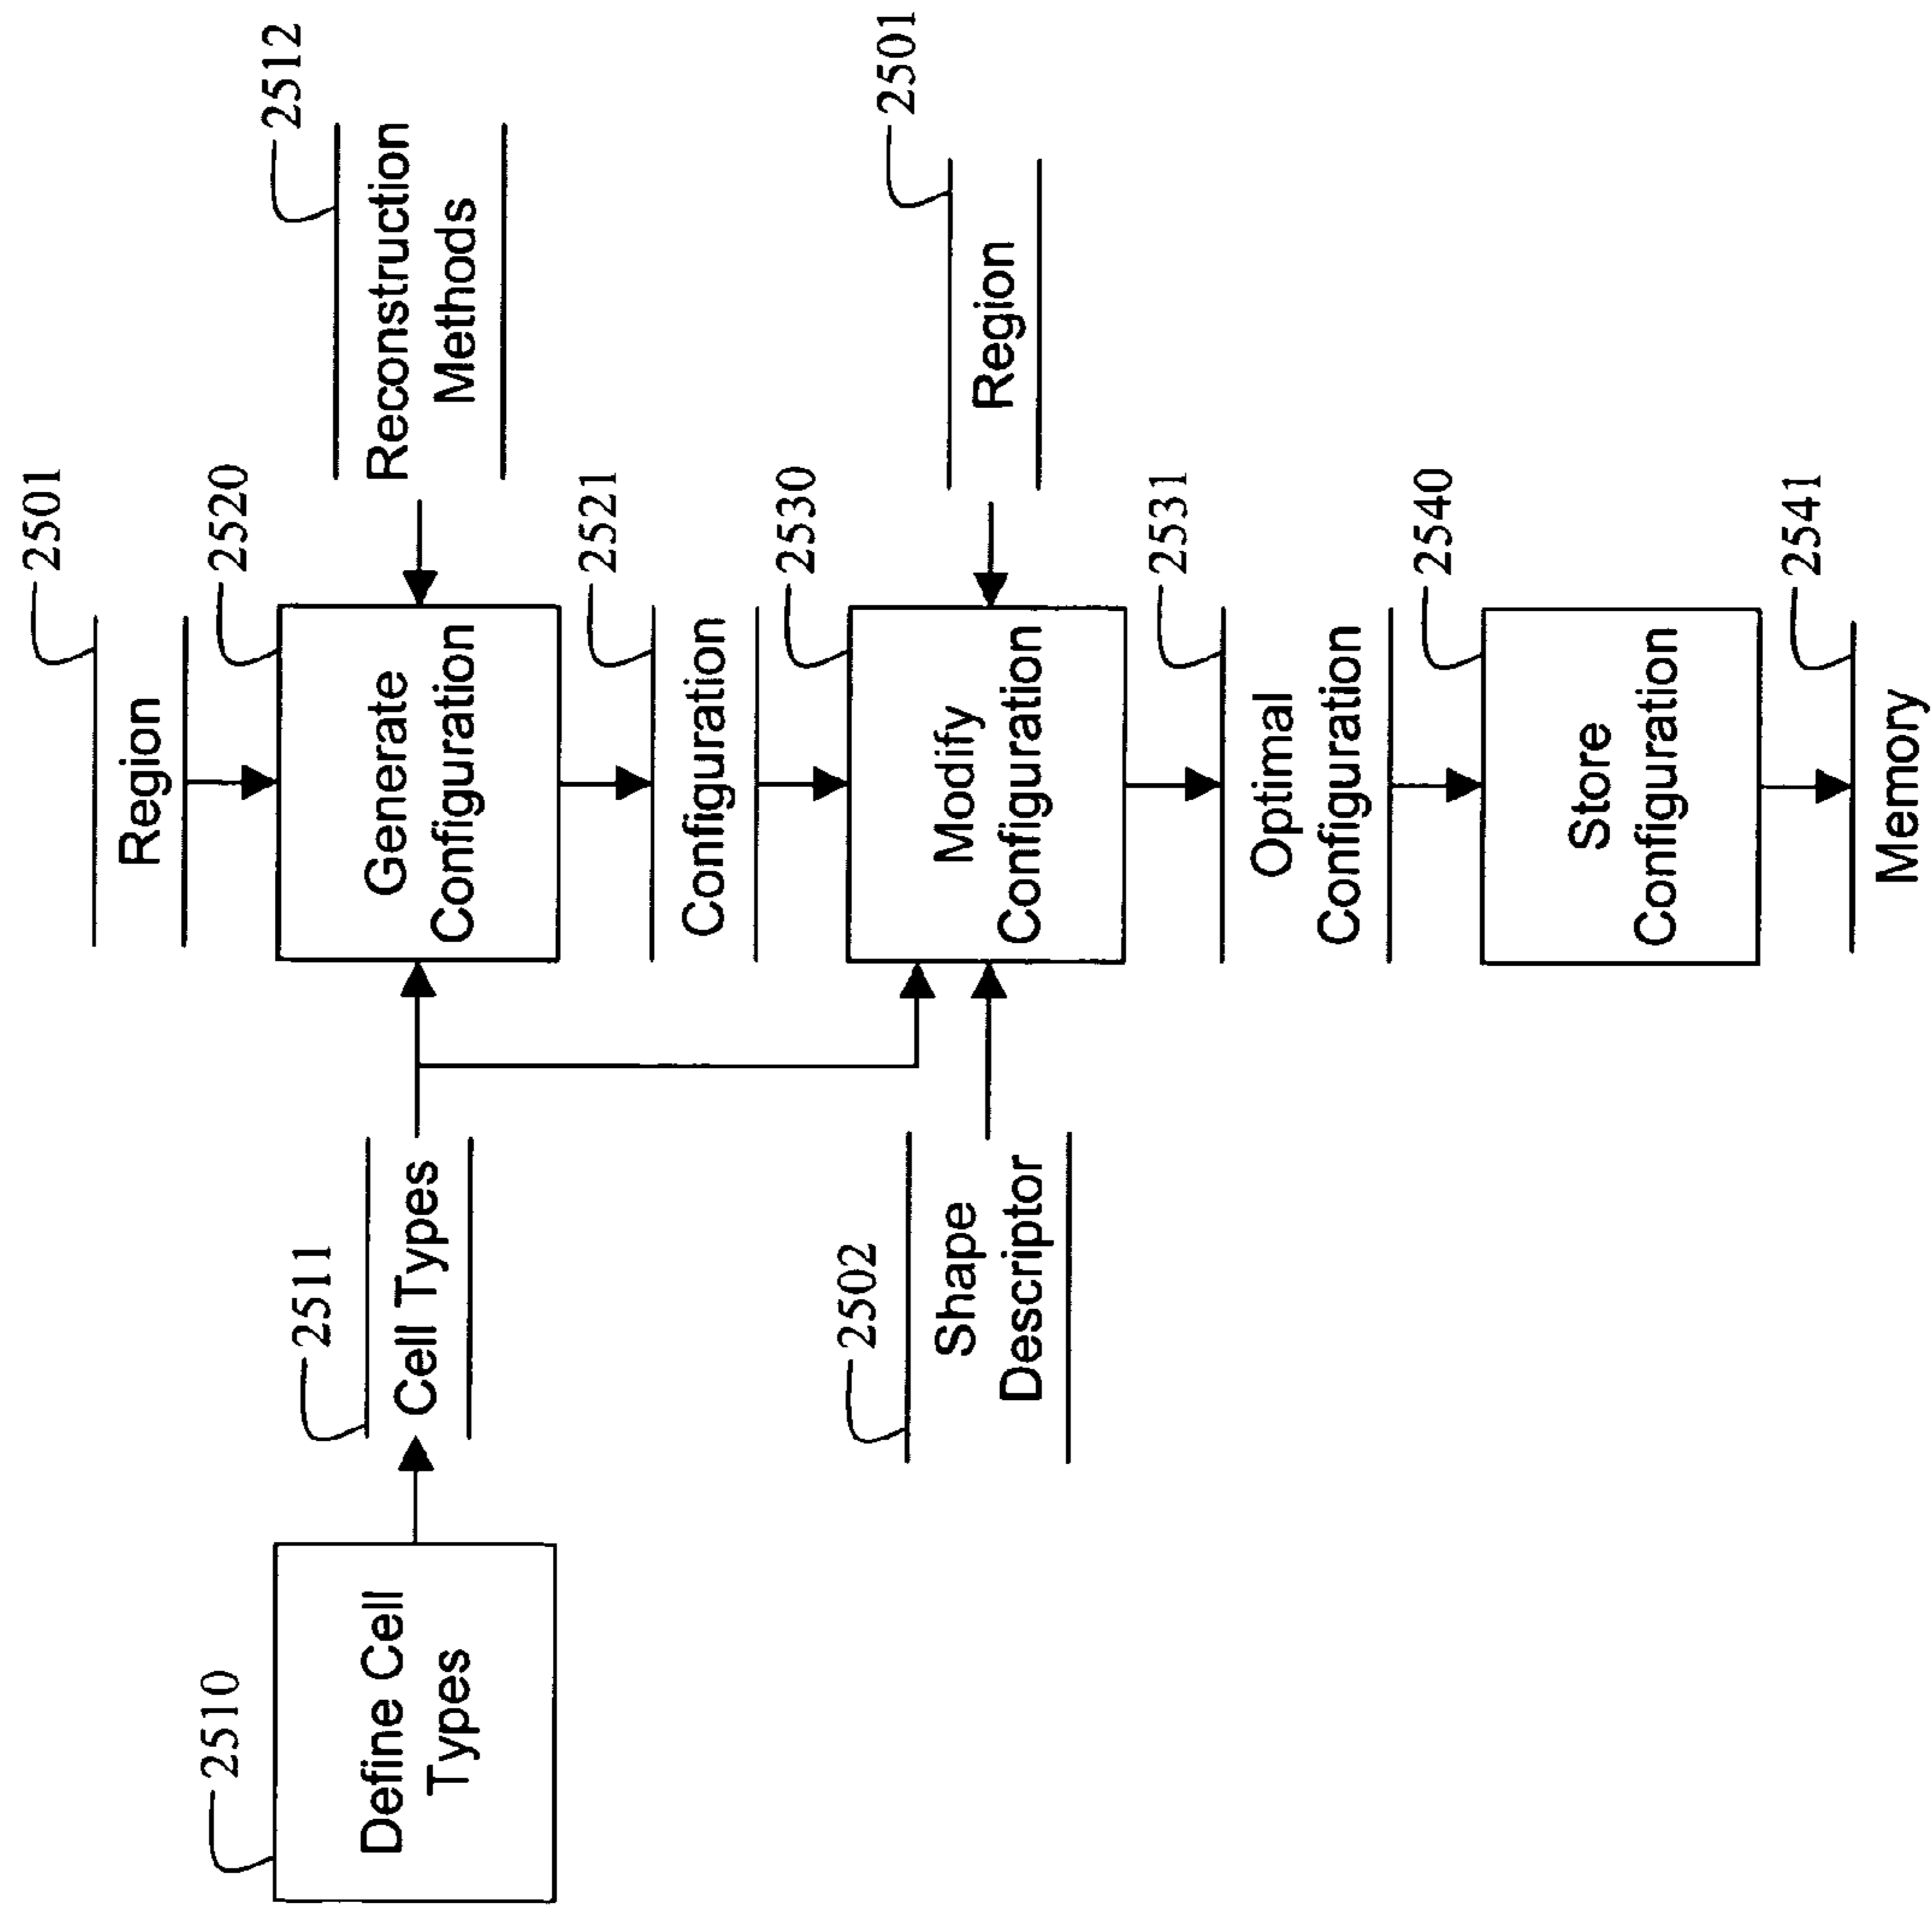 2501
Region
2510
2511
2520
2512
Define Cell
Types
Cell Types
Generate
Configuration
Reconstruction
Methods
2521
Configuration
2502
2530
2501
Shape
Descriptor
Modify
Configuration
Region
2531
Optimal
Configuration
2540
Store
Configuration
2541
Memory